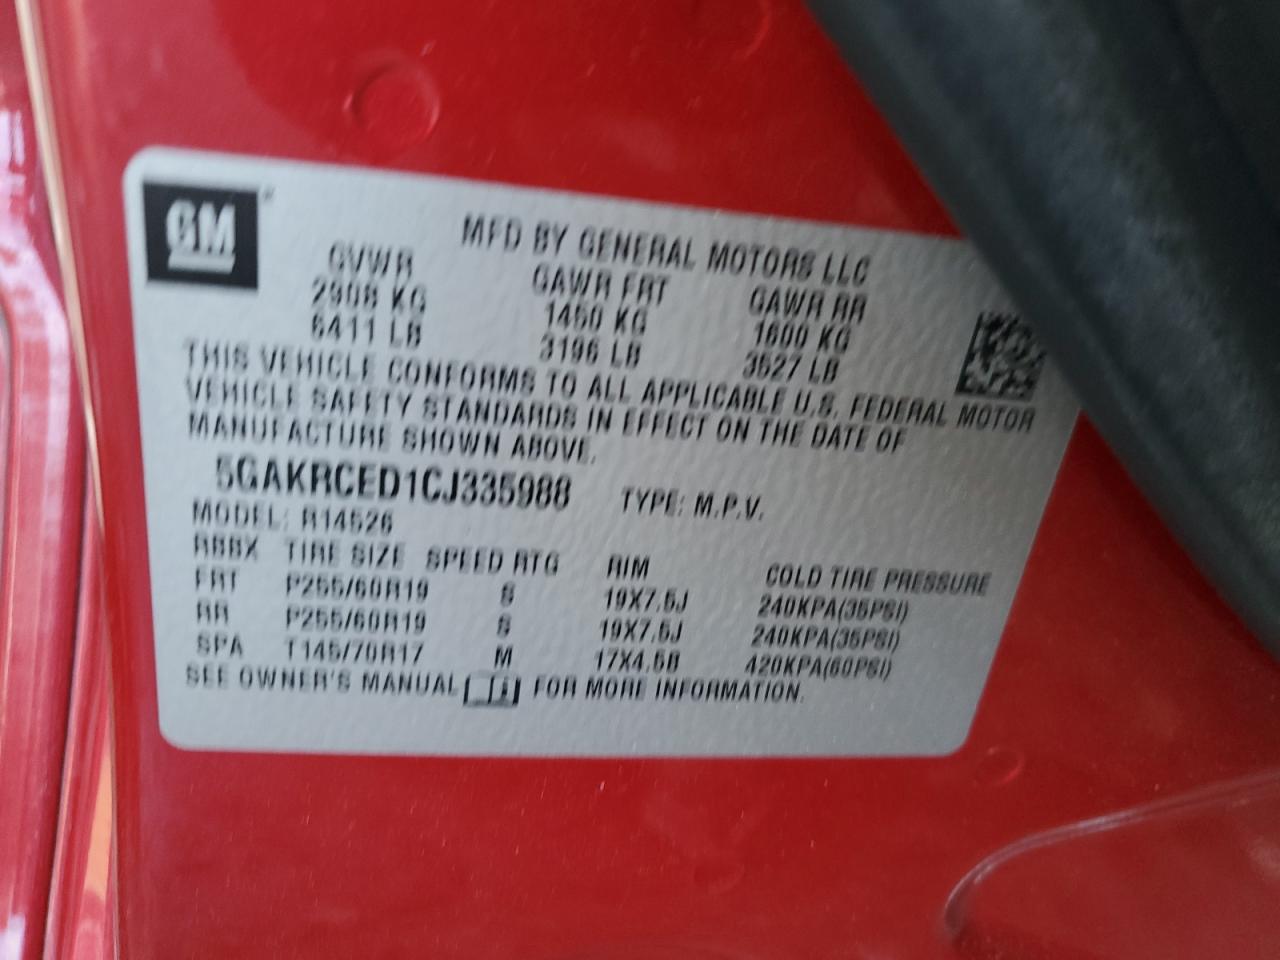 GM
MFD BY GENERAL MOTORS LLC
GVWR GAWR FRT GAWR RR
2908 KG 1450 KG 1600 KG
6411 LB 3196 LB 3527 LB
THIS VEHICLE CONFORMS TO ALL APPLICABLE U.S. FEDERAL MOTOR
VEHICLE SAFETY STANDARDS IN EFFECT ON THE DATE OF
MANUFACTURE SHOWN ABOVE.
5GAKRCED1CJ335988 TYPE: M.P.V.
MODEL: R14526
RBBX TIRE SIZE SPEED RTG RIM COLD TIRE PRESSURE
FRT P255/60R19 S 19X7.5J 240KPA(35PSI)
RR P255/60R19 S 19X7.5J 240KPA(35PSI)
SPA T145/70R17 M 17X4.5B 420KPA(60PSI)
SEE OWNER'S MANUAL FOR MORE INFORMATION.